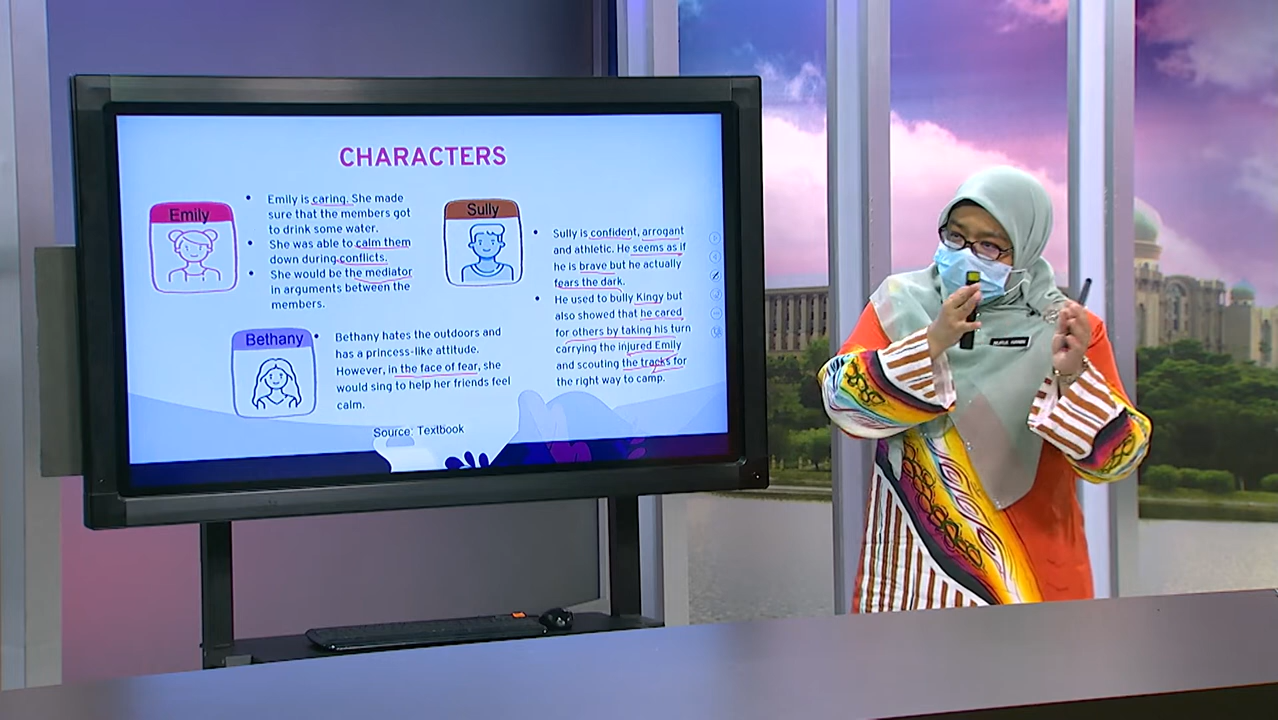 CHARACTERS
Emily
Emily is caring. She made
sure that the members got
to drink some water.
She was able to calm them
down during conflicts.
She would be the mediator
in arguments between the
members.
Sully
Sully is confident, arrogant
and athletic. He seems as if
he is brave but he actually
fears the dark.
He used to bully Kingy but
also showed that he cared
for others by taking his turn
carrying the injured Emily
and scouting the tracks for
the right way to camp.
Bethany
Bethany hates the outdoors and
has a princess-like attitude.
However, in the face of fear, she
would sing to help her friends feel
calm.
Source: Textbook